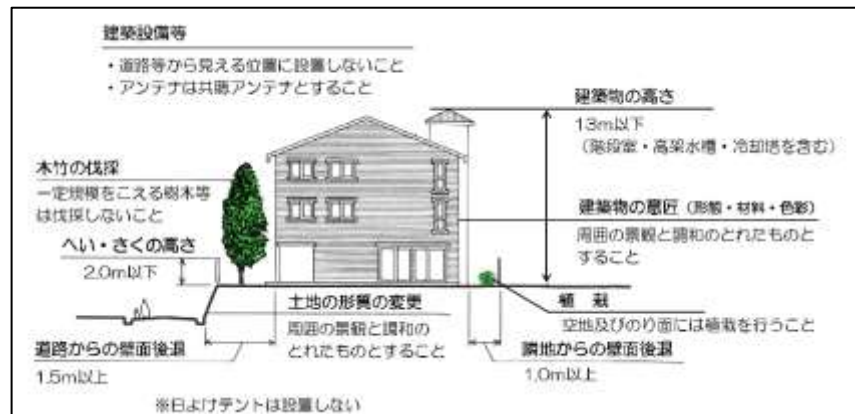 建築設備等
・道路等から見える位置に設置しないこと
・アンテナは共聴アンテナとすること
建築物の高さ
13m以下
(階段室・高架水槽・冷却塔を含む)
木竹の伐採
一定規模をこえる樹木等
は伐採しないこと
建築物の意匠(形態・材料・色彩)
周囲の景観と調和のとれたものと
すること
へい・さくの高さ
2.0m以下
土地の形質の変更
周囲の景観と調和の
とれたものとすること
植 栽
空地及びのり面には植栽を行うこと
道路からの壁面後退
1.5m以上
隣地からの壁面後退
1.0m以上
※日よけテントは設置しない